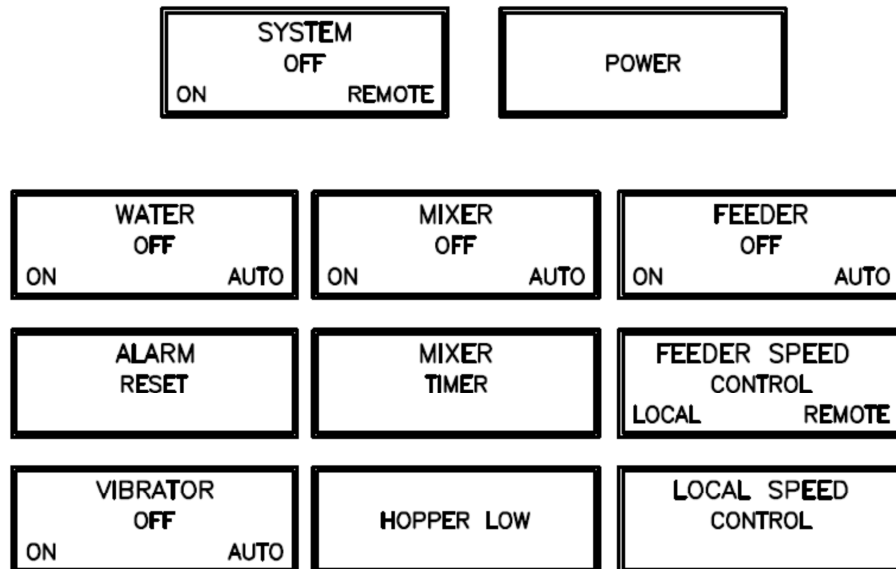 SYSTEM
OFF
ON REMOTE
POWER
WATER
OFF
ON AUTO
MIXER
OFF
ON AUTO
FEEDER
OFF
ON AUTO
ALARM
RESET
MIXER
TIMER
FEEDER SPEED
CONTROL
LOCAL REMOTE
VIBRATOR
OFF
ON AUTO
HOPPER LOW
LOCAL SPEED
CONTROL